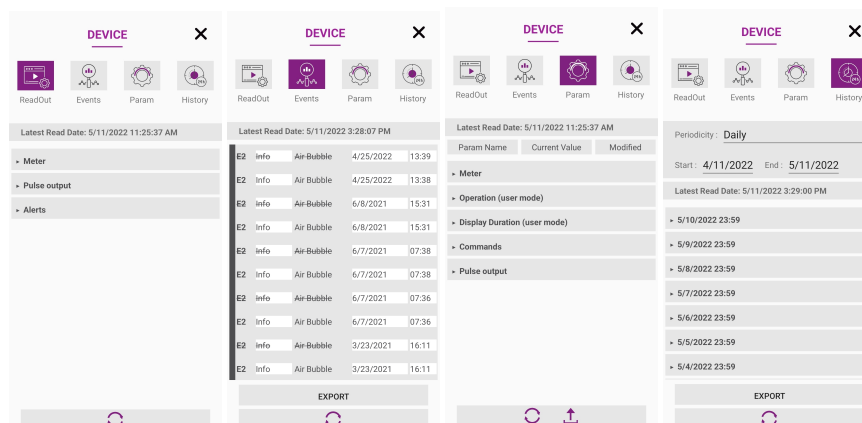 DEVICE
ReadOut Events Param History
Latest Read Date: 5/11/2022 11:25:37 AM
Meter
Pulse output
Alerts
DEVICE
ReadOut Events Param History
Latest Read Date: 5/11/2022 3:28:07 PM
E2 Info Air Bubble 4/25/2022 13:39
E2 Info Air Bubble 4/25/2022 13:38
E2 Info Air Bubble 6/8/2021 15:31
E2 Info Air Bubble 6/8/2021 15:31
E2 Info Air Bubble 6/7/2021 07:38
E2 Info Air Bubble 6/7/2021 07:38
E2 Info Air Bubble 6/7/2021 07:36
E2 Info Air Bubble 6/7/2021 07:36
E2 Info Air Bubble 3/23/2021 16:11
E2 Info Air Bubble 3/23/2021 16:11
EXPORT
DEVICE
ReadOut Events Param History
Latest Read Date: 5/11/2022 11:25:37 AM
Param Name Current Value Modified
Meter
Operation (user mode)
Display Duration (user mode)
Commands
Pulse output
DEVICE
ReadOut Events Param History
Periodicity : Daily
Start : 4/11/2022 End : 5/11/2022
Latest Read Date: 5/11/2022 3:29:00 PM
5/10/2022 23:59
5/9/2022 23:59
5/8/2022 23:59
5/7/2022 23:59
5/6/2022 23:59
5/5/2022 23:59
5/4/2022 23:59
EXPORT